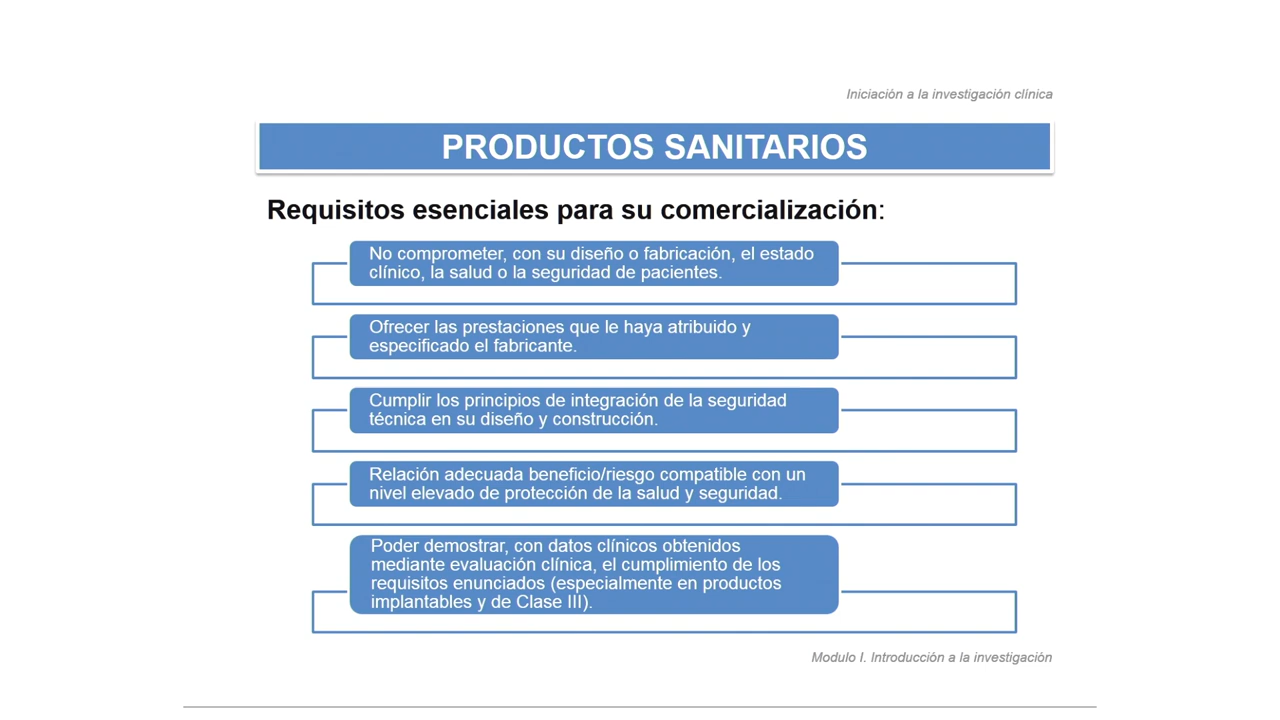 Iniciación a la investigación clínica
PRODUCTOS SANITARIOS
Requisitos esenciales para su comercialización:
No comprometer, con su diseño o fabricación, el estado
clínico, la salud o la seguridad de pacientes.
Ofrecer las prestaciones que le haya atribuido y
especificado el fabricante.
Cumplir los principios de integración de la seguridad
técnica en su diseño y construcción.
Relación adecuada beneficio/riesgo compatible con un
nivel elevado de protección de la salud y seguridad.
Poder demostrar, con datos clínicos obtenidos
mediante evaluación clínica, el cumplimiento de los
requisitos enunciados (especialmente en productos
implantables y de Clase III).
Modulo I. Introducción a la investigación